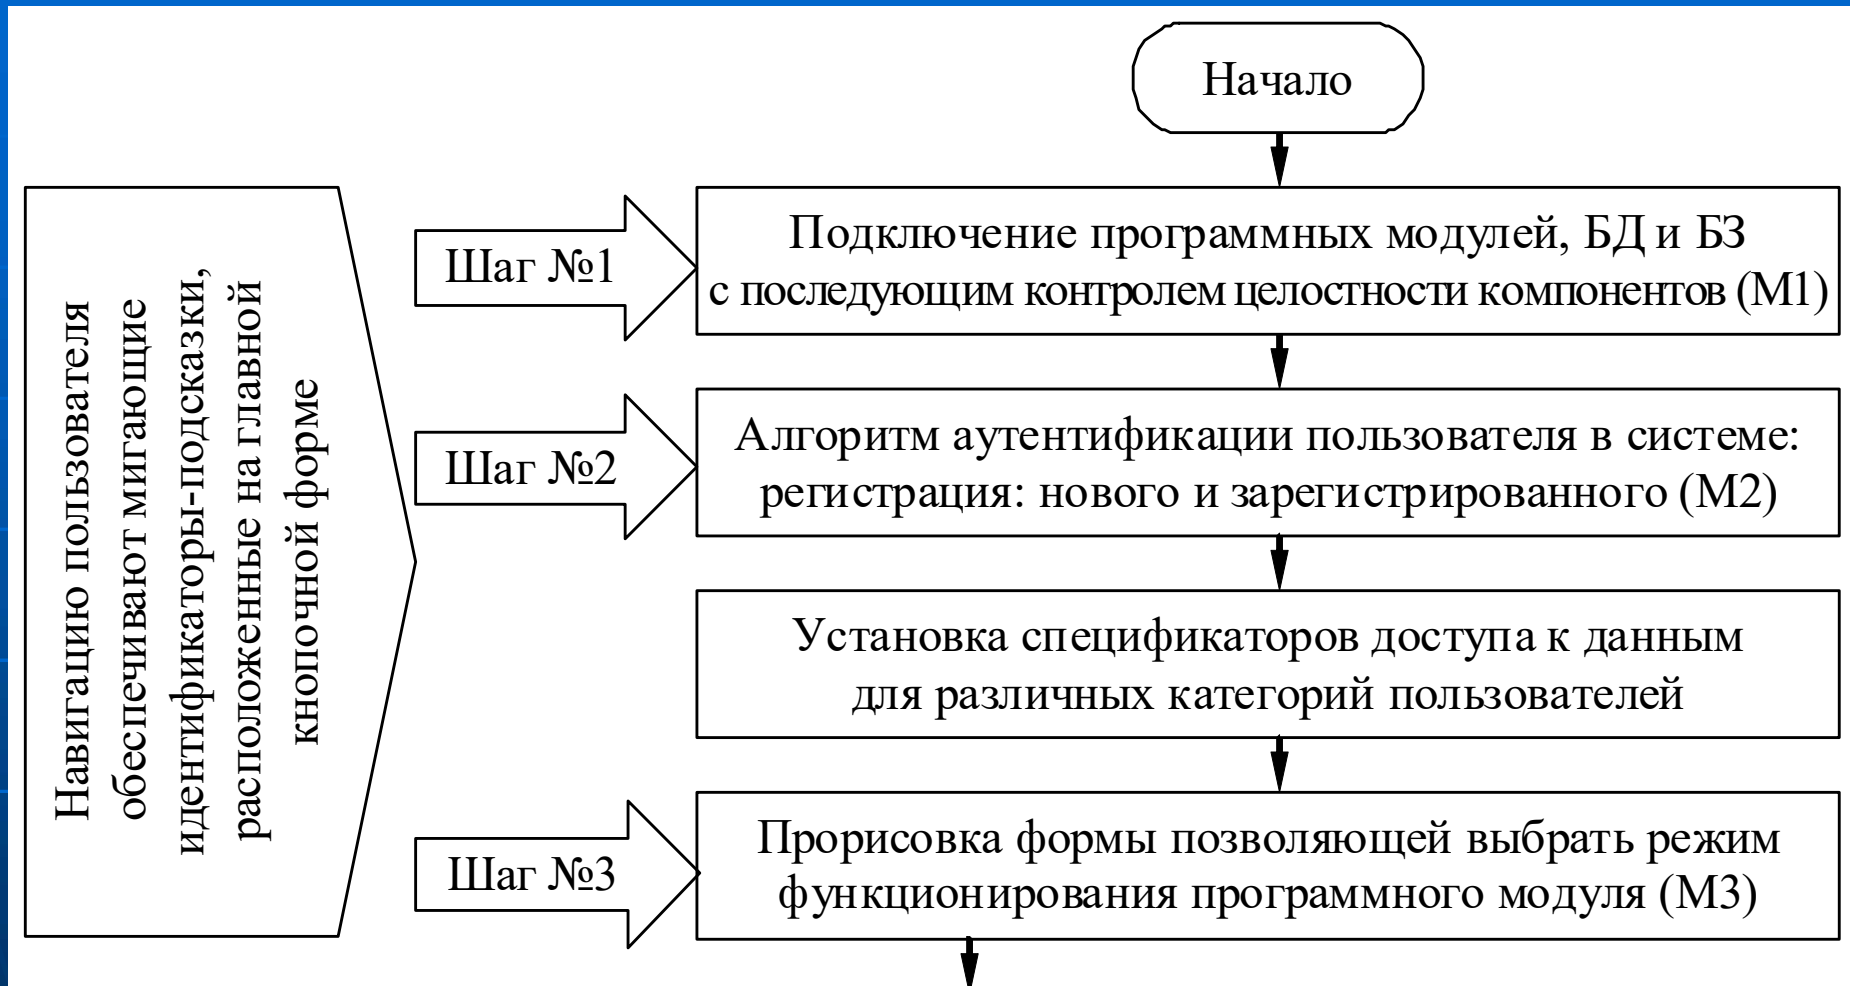 Начало
Навигацию пользователя
обеспечивают мигающие
идентификаторы-подсказки,
расположенные на главной
кнопочной форме
Шаг №1
Подключение программных модулей, БД и БЗ
с последующим контролем целостности компонентов (М1)
Шаг №2
Алгоритм аутентификации пользователя в системе:
регистрация: нового и зарегистрированного (М2)
Установка спецификаторов доступа к данным
для различных категорий пользователей
Шаг №3
Прорисовка формы позволяющей выбрать режим
функционирования программного модуля (М3)